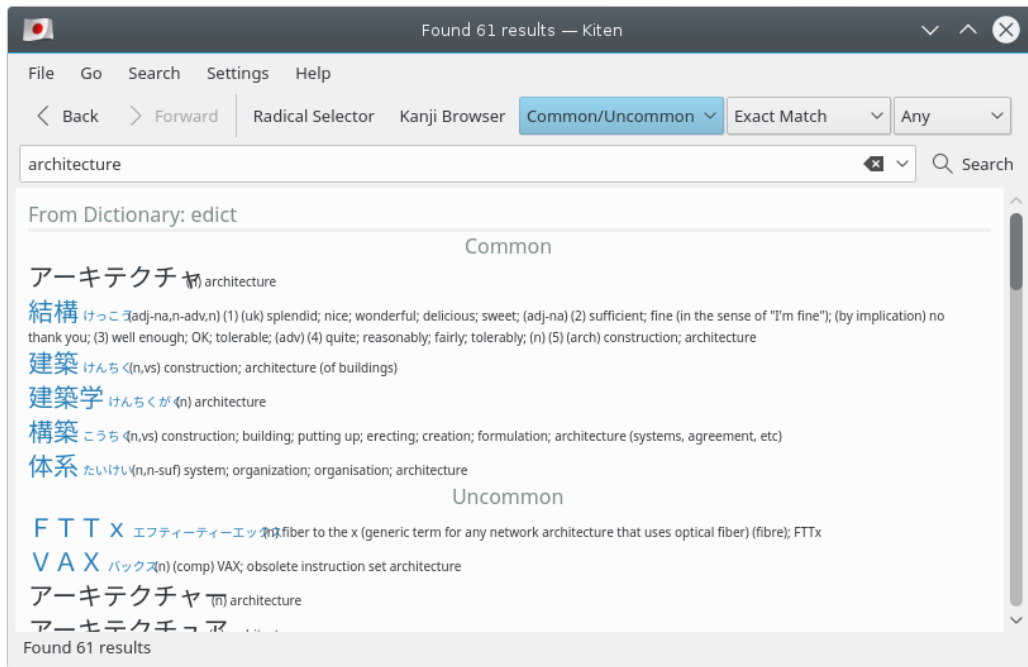 Found 61 results — Kiten
File Go Search Settings Help
Back Forward Radical Selector Kanji Browser Common/Uncommon Exact Match Any
architecture Search
From Dictionary: edict
Common
アーキテクチャ (n) architecture
結構 けっこう (adj-na,n-adv,n) (1) (uk) splendid; nice; wonderful; delicious; sweet; (adj-na) (2) sufficient; fine (in the sense of "I'm fine"); (by implication) no
thank you; (3) well enough; OK; tolerable; (adv) (4) quite; reasonably; fairly; tolerably; (n) (5) (arch) construction; architecture
建築 けんちく (n,vs) construction; architecture (of buildings)
建築学 けんちくがく (n) architecture
構築 こうちく (n,vs) construction; building; putting up; erecting; creation; formulation; architecture (systems, agreement, etc)
体系 たいけい (n,n-suf) system; organization; organisation; architecture
Uncommon
ＦＴＴｘ エフティーティーエックス (n) fiber to the x (generic term for any network architecture that uses optical fiber) (fibre); FTTx
ＶＡＸ バックス (n) (comp) VAX; obsolete instruction set architecture
アーキテクチャー (n) architecture
アーキテクチュア
Found 61 results